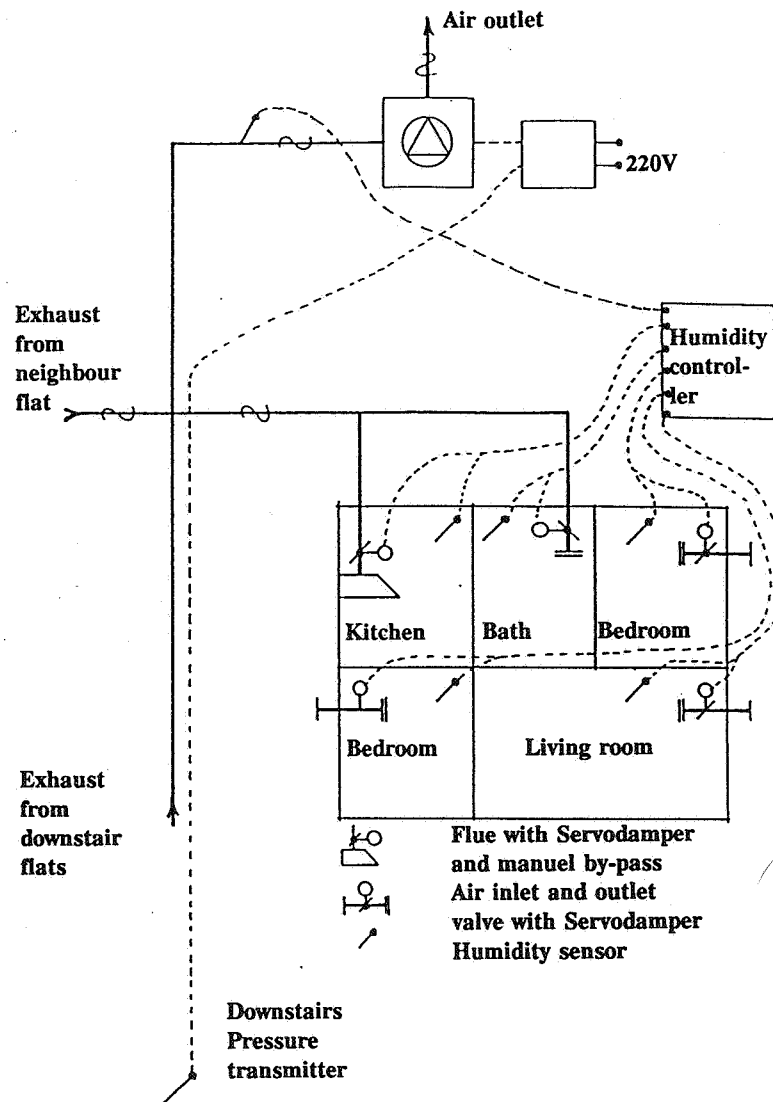 Air outlet
220V
Exhaust
from
neighbour
flat
Humidity
control-
ler
Kitchen
Bath
Bedroom
Bedroom
Living room
Exhaust
from
downstair
flats
Flue with Servodamper
and manuel by-pass
Air inlet and outlet
valve with Servodamper
Humidity sensor
Downstairs
Pressure
transmitter